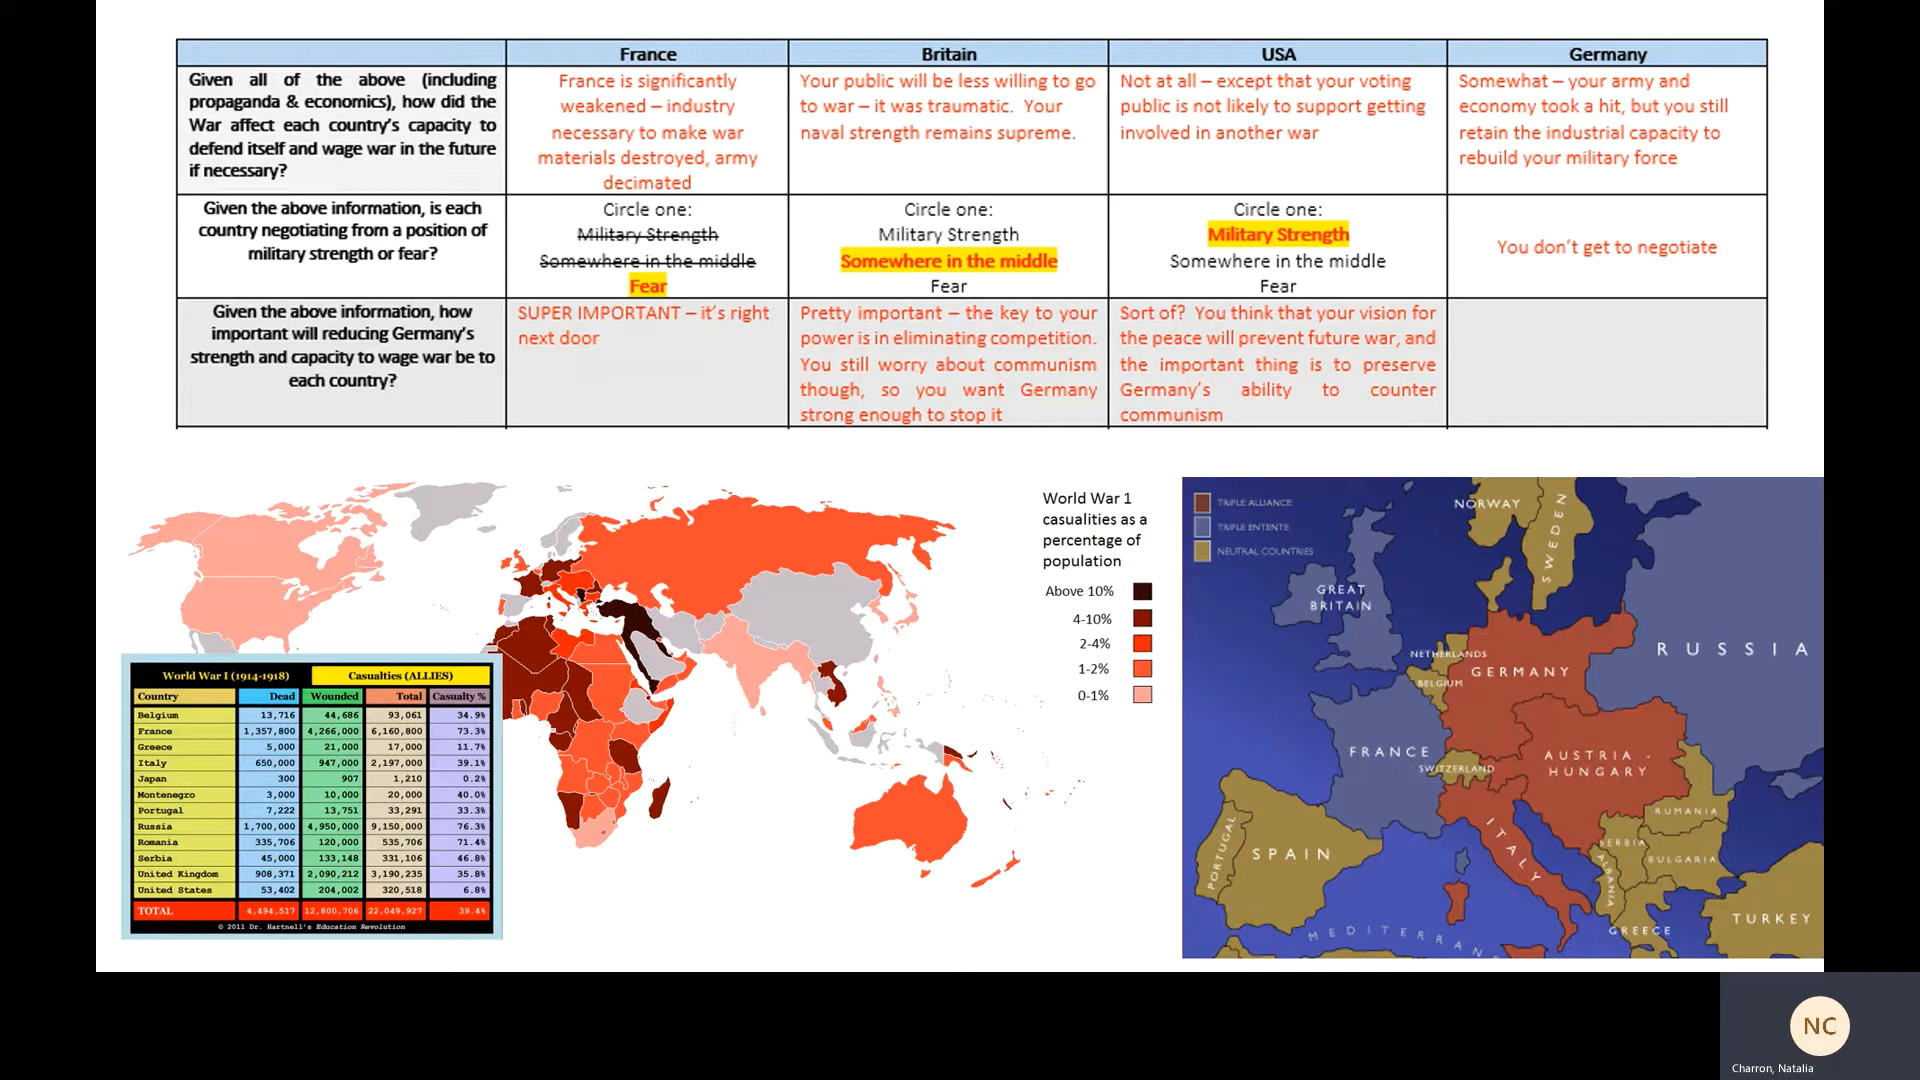 France Britain USA Germany
Given all of the above (including
propaganda & economics), how did the
War affect each country's capacity to
defend itself and wage war in the future
if necessary?
France is significantly
weakened – industry
necessary to make war
materials destroyed, army
decimated
Your public will be less willing to go
to war – it was traumatic. Your
naval strength remains supreme.
Not at all – except that your voting
public is not likely to support getting
involved in another war
Somewhat – your army and
economy took a hit, but you still
retain the industrial capacity to
rebuild your military force
Given the above information, is each
country negotiating from a position of
military strength or fear?
Circle one:
Military Strength
Somewhere in the middle
Fear
Circle one:
Military Strength
Somewhere in the middle
Fear
Circle one:
Military Strength
Somewhere in the middle
Fear
You don't get to negotiate
Given the above information, how
important will reducing Germany's
strength and capacity to wage war be to
each country?
SUPER IMPORTANT – it's right
next door
Pretty important – the key to your
power is in eliminating competition.
You still worry about communism
though, so you want Germany
strong enough to stop it
Sort of? You think that your vision for
the peace will prevent future war, and
the important thing is to preserve
Germany's ability to counter
communism
World War 1
casualities as a
percentage of
population
Above 10%
4-10%
2-4%
1-2%
0-1%
World War I (1914-1918) Casualties (ALLIES)
Country Dead Wounded Total Casualty %
Belgium 13,716 44,686 93,061 34.9%
France 1,357,800 4,266,000 6,160,800 73.3%
Greece 5,000 21,000 17,000 11.7%
Italy 650,000 947,000 2,197,000 39.1%
Japan 300 907 1,210 0.2%
Montenegro 3,000 10,000 20,000 40.0%
Portugal 7,222 13,751 33,291 33.3%
Russia 1,700,000 4,950,000 9,150,000 76.3%
Romania 335,706 120,000 535,706 71.4%
Serbia 45,000 133,148 331,106 46.8%
United Kingdom 908,371 2,090,212 3,190,235 35.8%
United States 53,402 204,002 320,518 6.8%
TOTAL 4,494,517 12,800,706 22,049,927 39.4%
© 2011 Dr. Hartnell's Education Revolution
TRIPLE ALLIANCE
TRIPLE ENTENTE
NEUTRAL COUNTRIES
NORWAY
SWEDEN
GREAT
BRITAIN
RUSSIA
NETHERLANDS
BELGIUM
GERMANY
FRANCE
SWITZERLAND
AUSTRIA -
HUNGARY
RUMANIA
ITALY
SERBIA
BULGARIA
ALBANIA
PORTUGAL
SPAIN
TURKEY
GREECE
MEDITERRAN
NC
Charron, Natalia